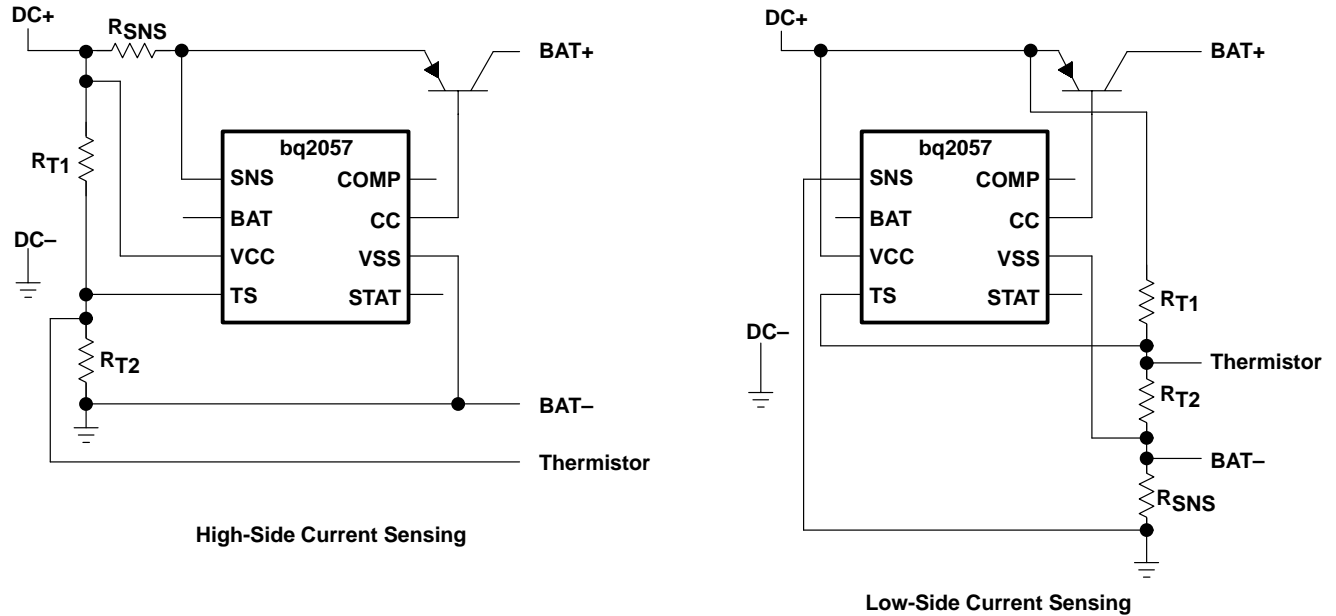 DC+
RSNS
BAT+
RT1
bq2057
SNS
COMP
BAT
CC
DC–
VCC
VSS
TS
STAT
RT2
BAT–
Thermistor
High-Side Current Sensing
DC+
BAT+
bq2057
SNS
COMP
BAT
CC
VCC
VSS
TS
STAT
RT1
DC–
Thermistor
RT2
BAT–
RSNS
Low-Side Current Sensing